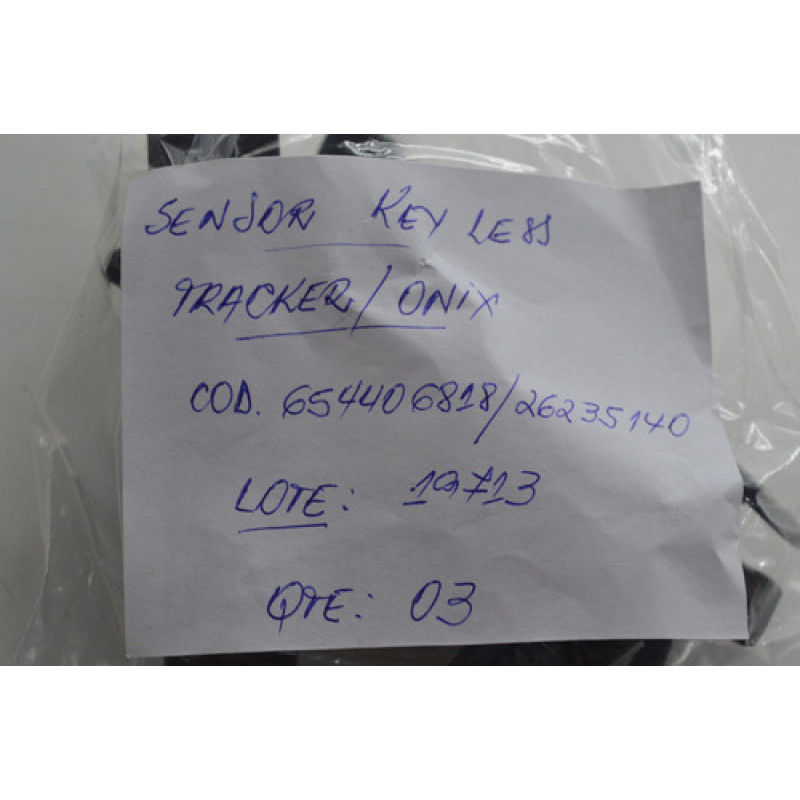 SENSOR KEY LESS
TRACKER/ONIX
COD. 654406818/26235140
LOTE: 19713
QTE: 03